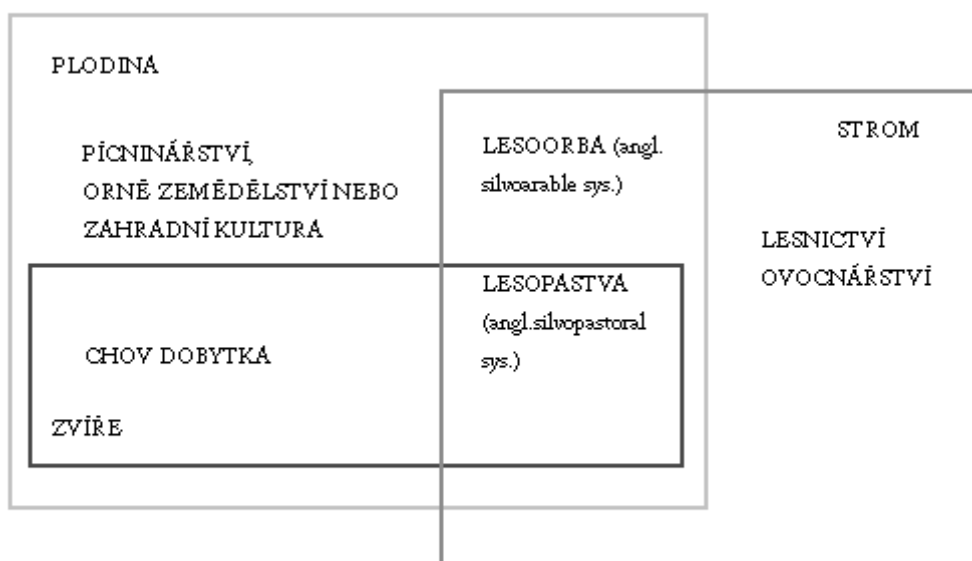 PLODINA
PÍCNINÁŘSTVÍ,
ORNÉ ZEMĚDĚLSTVÍ NEBO
ZAHRADNÍ KULTURA
CHOV DOBYTKA
ZVÍŘE
LESOORBA (angl.
silvoarable sys.)
LESOPASTVA
(angl.silvopastoral
sys.)
STROM
LESNICTVÍ
OVOCNÁŘSTVÍ